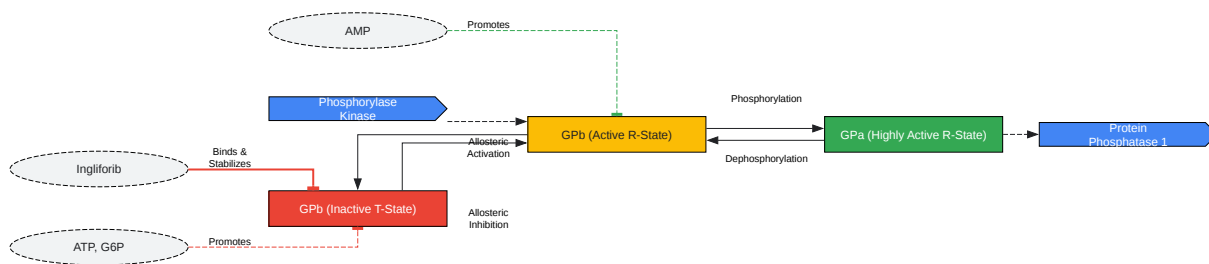 AMP
Promotes
Phosphorylase
Kinase
Phosphorylation
GPb (Active R-State)
GPa (Highly Active R-State)
Protein
Phosphatase 1
Allosteric
Activation
Dephosphorylation
Binds &
Stabilizes
Ingliforib
GPb (Inactive T-State)
Allosteric
Inhibition
ATP, G6P
Promotes